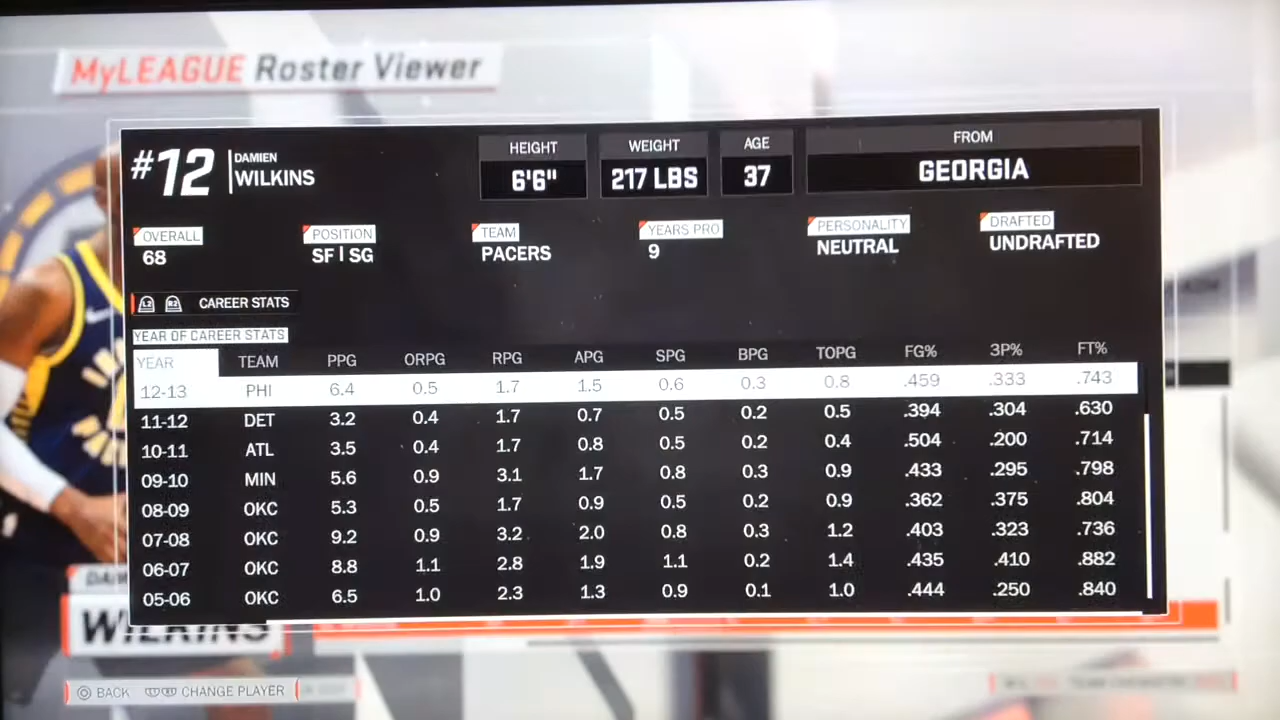 MyLEAGUE Roster Viewer
#12 DAMIEN WILKINS
HEIGHT 6'6"
WEIGHT 217 LBS
AGE 37
FROM GEORGIA
OVERALL 68
POSITION SF | SG
TEAM PACERS
YEARS PRO 9
PERSONALITY NEUTRAL
DRAFTED UNDRAFTED
L2 R2 CAREER STATS
YEAR OF CAREER STATS
YEAR TEAM PPG ORPG RPG APG SPG BPG TOPG FG% 3P% FT%
12-13 PHI 6.4 0.5 1.7 1.5 0.6 0.3 0.8 .459 .333 .743
11-12 DET 3.2 0.4 1.7 0.7 0.5 0.2 0.5 .394 .304 .630
10-11 ATL 3.5 0.4 1.7 0.8 0.5 0.2 0.4 .504 .200 .714
09-10 MIN 5.6 0.9 3.1 1.7 0.8 0.3 0.9 .433 .295 .798
08-09 OKC 5.3 0.5 1.7 0.9 0.5 0.2 0.9 .362 .375 .804
07-08 OKC 9.2 0.9 3.2 2.0 0.8 0.3 1.2 .403 .323 .736
06-07 OKC 8.8 1.1 2.8 1.9 1.1 0.2 1.4 .435 .410 .882
05-06 OKC 6.5 1.0 2.3 1.3 0.9 0.1 1.0 .444 .250 .840
WILKINS
BACK CHANGE PLAYER